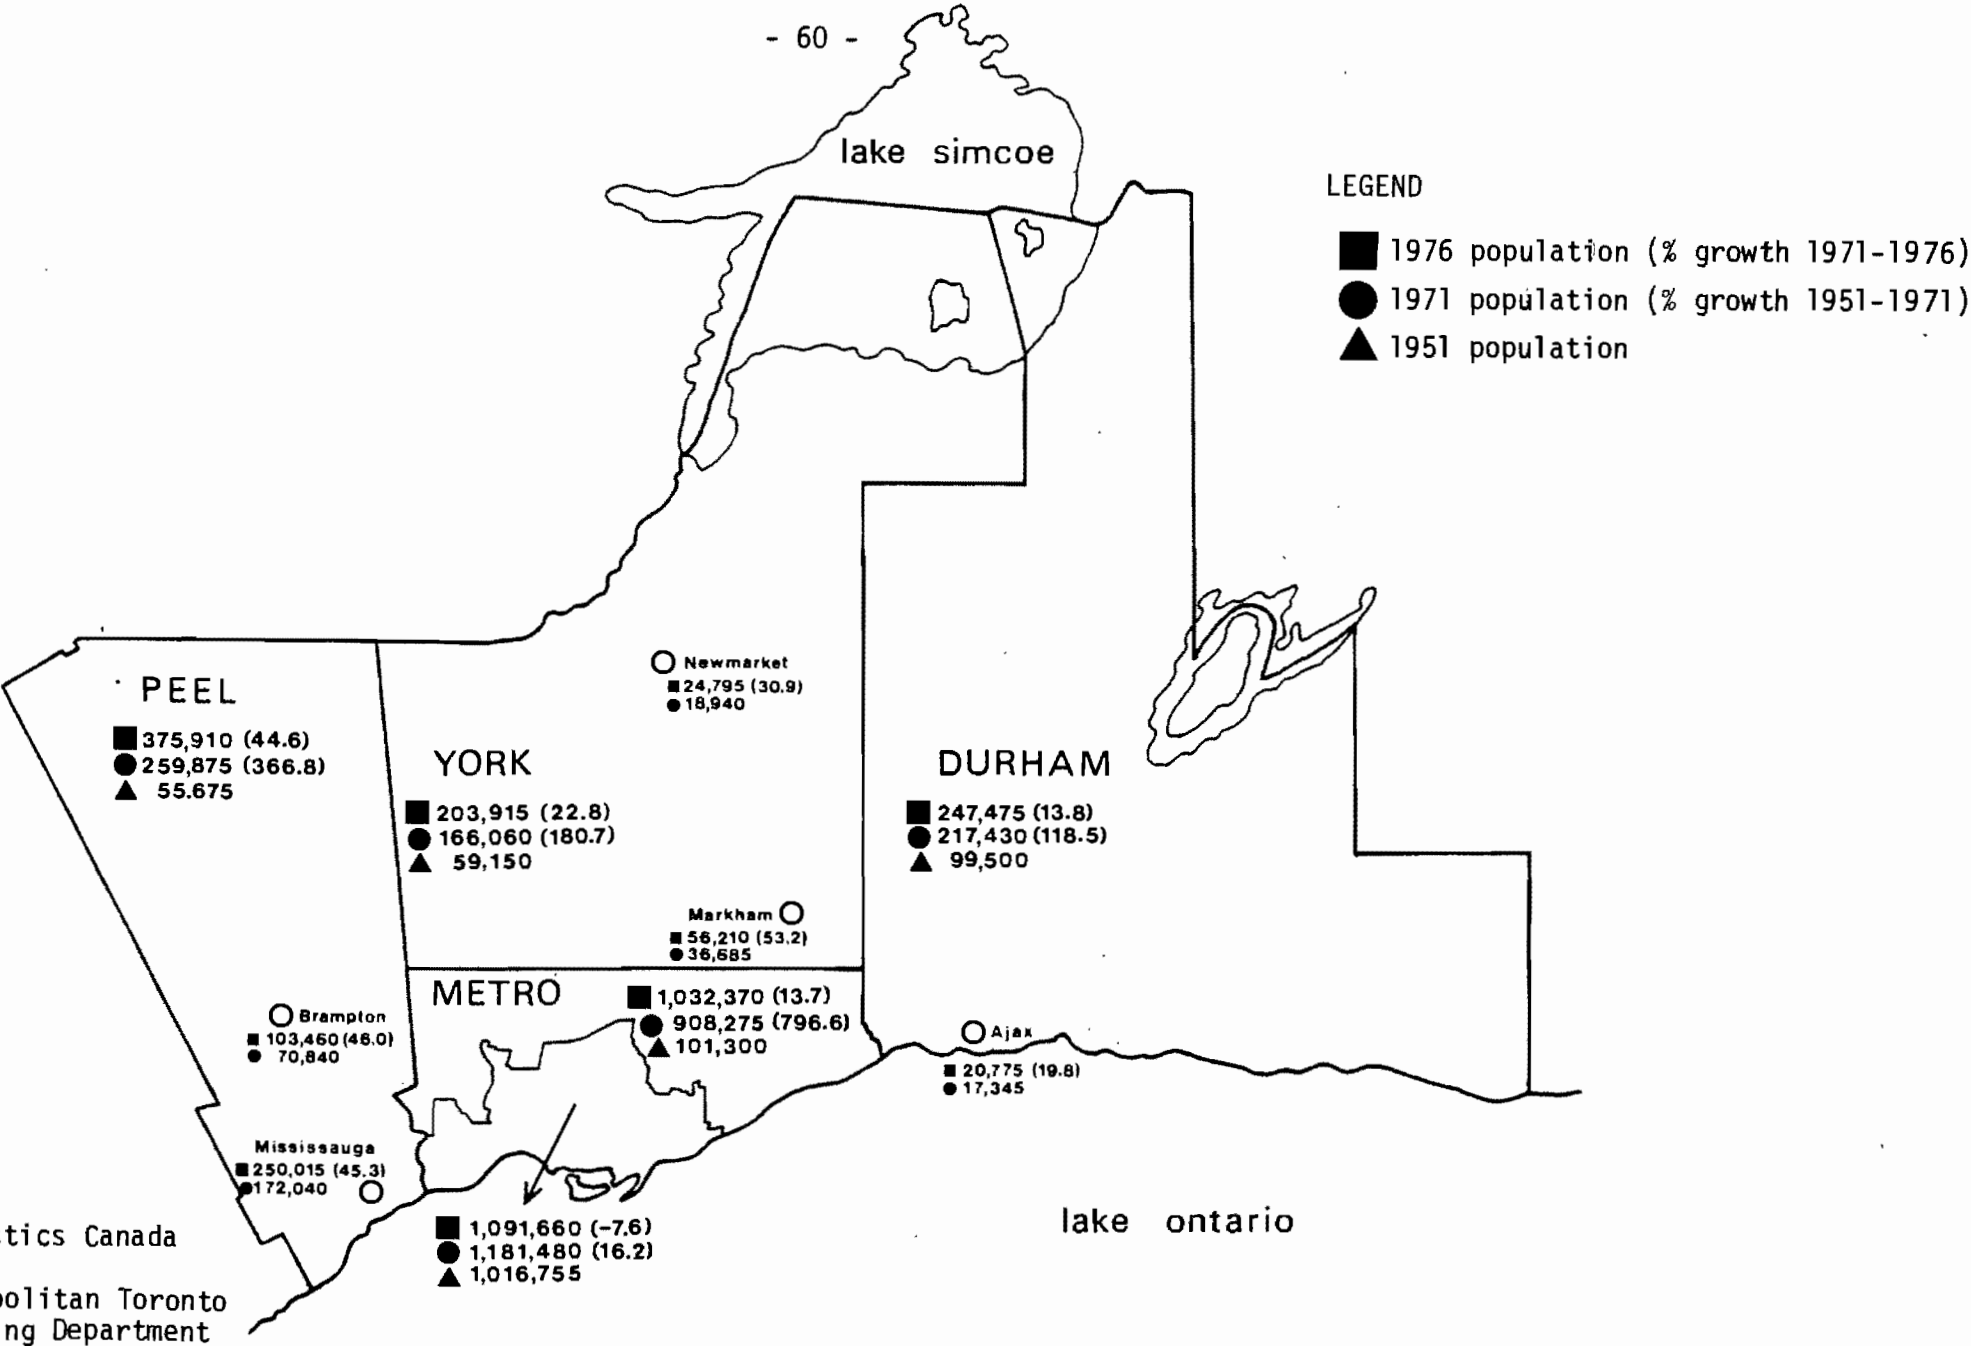 - 60 -
lake simcoe
LEGEND
■ 1976 population (% growth 1971-1976)
● 1971 population (% growth 1951-1971)
▲ 1951 population
PEEL
■ 375,910 (44.6)
● 259,875 (366.8)
▲ 55.675
Newmarket
■ 24,795 (30.9)
● 18,940
YORK
■ 203,915 (22.8)
● 166,060 (180.7)
▲ 59,150
DURHAM
■ 247,475 (13.8)
● 217,430 (118.5)
▲ 99,500
Markham
■ 56,210 (53.2)
● 36,685
METRO
■ 1,032,370 (13.7)
● 908,275 (796.6)
▲ 101,300
Brampton
■ 103,460 (46.0)
● 70,840
Ajax
■ 20,775 (19.8)
● 17,345
Mississauga
■ 250,015 (45.3)
● 172,040
■ 1,091,660 (-7.6)
● 1,181,480 (16.2)
▲ 1,016,755
lake ontario
tics Canada
politan Toronto
ng Department